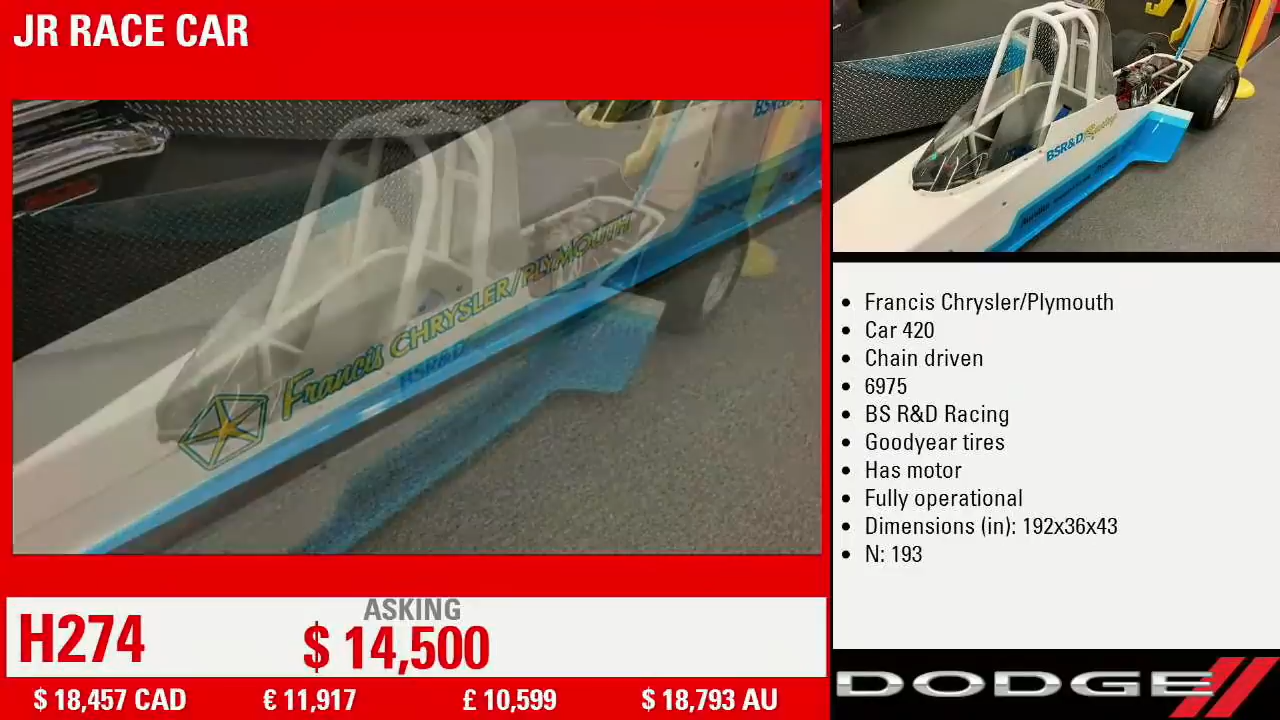 JR RACE CAR
BSR&D
Francis CHRYSLER/PLYMOUTH
BSR&D
BSR&D/Racing
• Francis Chrysler/Plymouth
• Car 420
• Chain driven
• 6975
• BS R&D Racing
• Goodyear tires
• Has motor
• Fully operational
• Dimensions (in): 192x36x43
• N: 193
H274
ASKING
$ 14,500
$ 18,457 CAD
€ 11,917
£ 10,599
$ 18,793 AU
DODGE